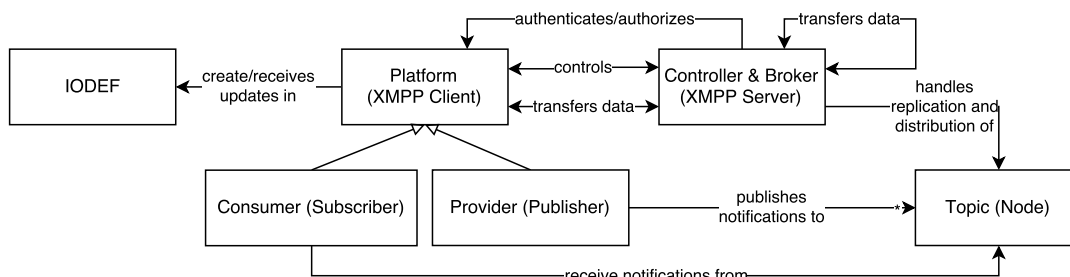 authenticates/authorizes
transfers data
IODEF
create/receives
updates in
Platform
(XMPP Client)
controls
transfers data
Controller & Broker
(XMPP Server)
handles
replication and
distribution of
Consumer (Subscriber)
Provider (Publisher)
publishes
notifications to
*
Topic (Node)
receive notifications from